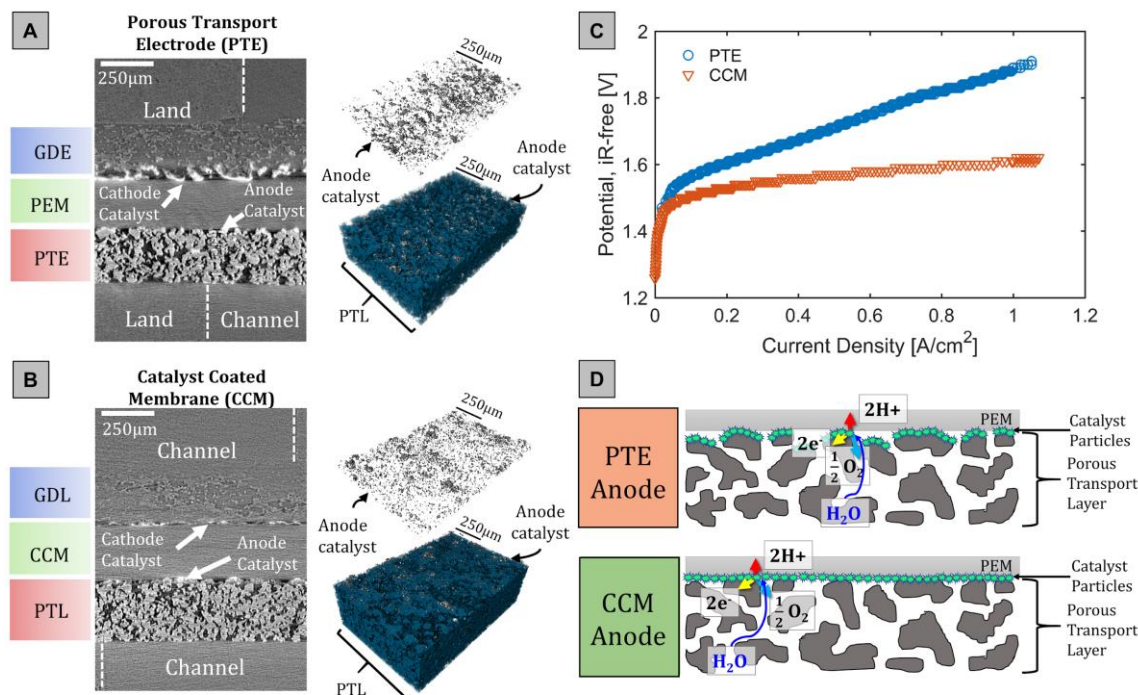 A
Porous Transport
Electrode (PTE)
250μm
Land
GDE
PEM
PTE
Cathode
Catalyst
Anode
Catalyst
Land
Channel
250μm
Anode
catalyst
250μm
Anode
catalyst
PTL
B
Catalyst Coated
Membrane (CCM)
250μm
Channel
GDL
CCM
PTL
Cathode
Catalyst
Anode
Catalyst
Channel
250μm
Anode
catalyst
250μm
Anode
catalyst
PTL
C
PTE
CCM
Potential, iR-free [V]
2
1.8
1.6
1.4
1.2
0
0.2
0.4
0.6
0.8
1
1.2
Current Density [A/cm²]
D
PTE
Anode
2H+
2e-
½ O₂
H₂O
PEM
Catalyst
Particles
Porous
Transport
Layer
CCM
Anode
2H+
2e-
½ O₂
H₂O
PEM
Catalyst
Particles
Porous
Transport
Layer